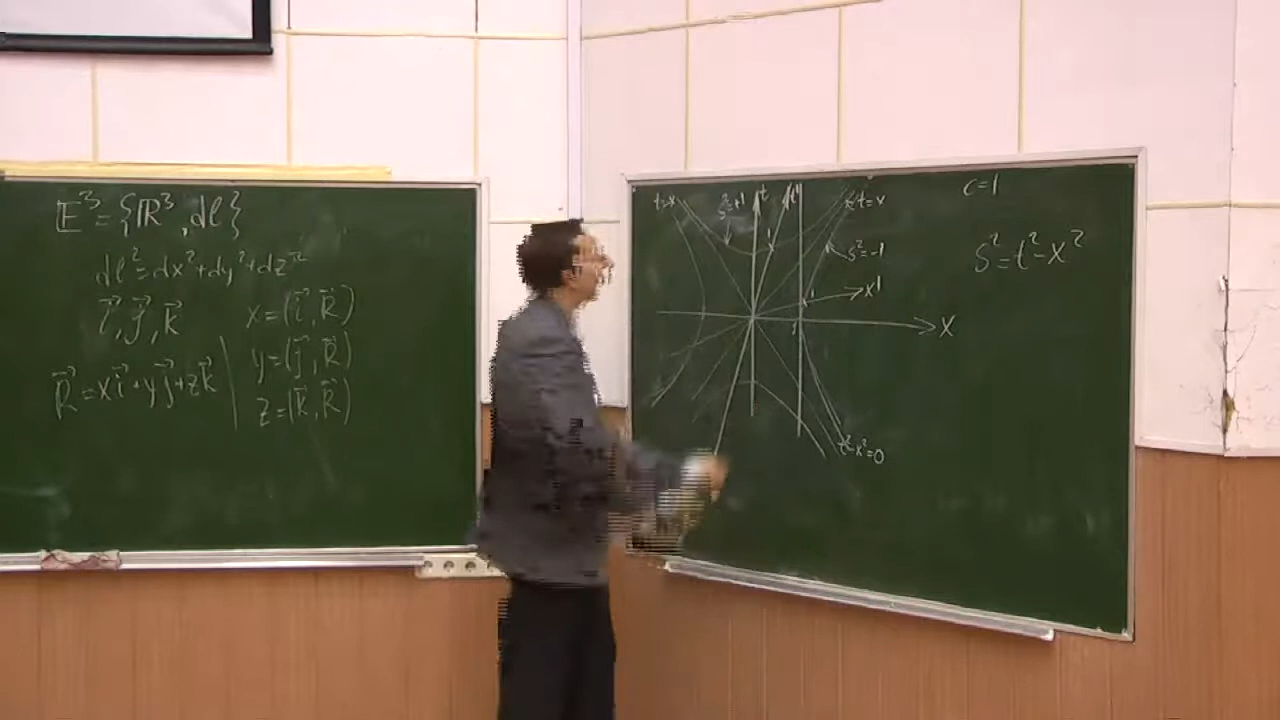 E³={ℝ³, dl}
dl²=dx²+dy²+dz²
i⃗, j⃗, k⃗
R⃗=xi⃗+yj⃗+zk⃗
x=(i⃗, R⃗)
y=(j⃗, R⃗)
z=(k⃗, R⃗)
c=1
S²=t²-x²
t
t'
S²=-1
x'
x
1
t²-x²=0